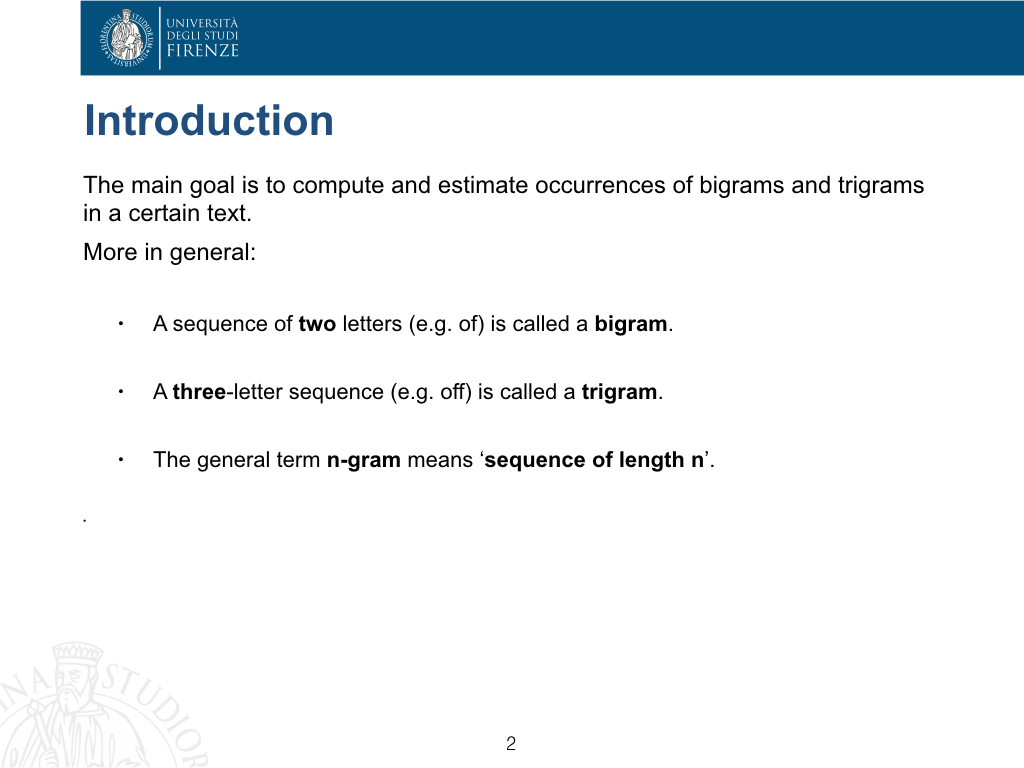 UNIVERSITÀ
DEGLI STUDI
FIRENZE
Introduction
The main goal is to compute and estimate occurrences of bigrams and trigrams
in a certain text.
More in general:
• A sequence of two letters (e.g. of) is called a bigram.
• A three-letter sequence (e.g. off) is called a trigram.
• The general term n-gram means ‘sequence of length n’.
.
2